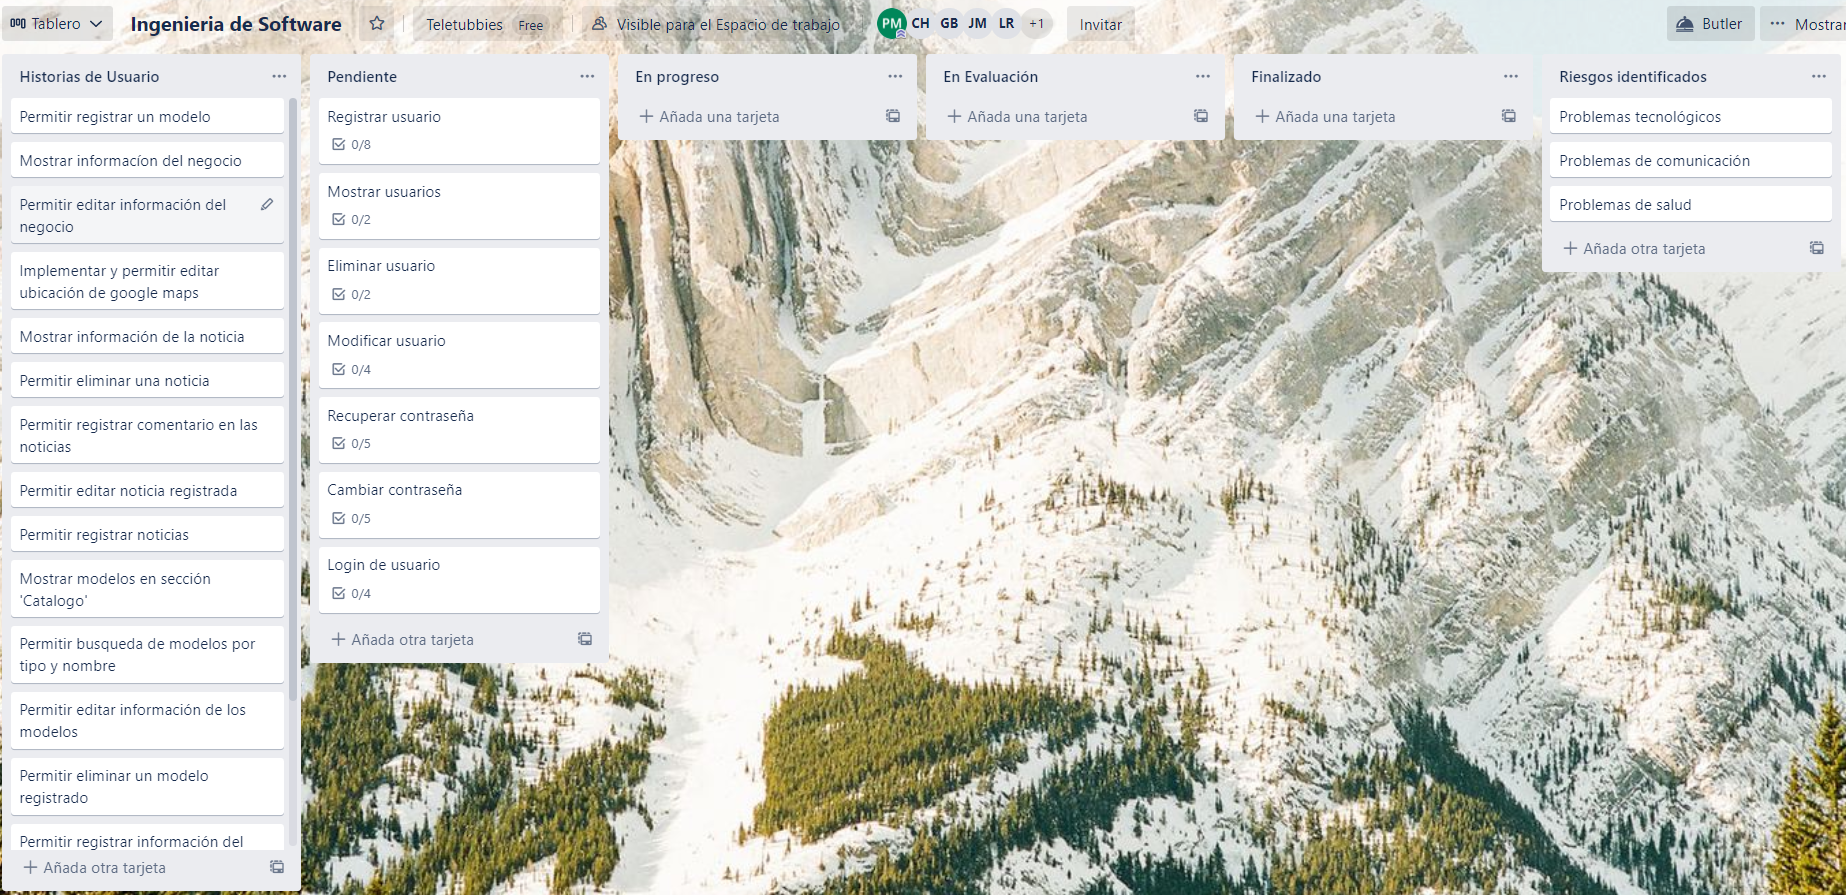 Tablero
Ingenieria de Software
Teletubbies Free
Visible para el Espacio de trabajo
PM CH GB JM LR +1
Invitar
Butler
Mostrar
Historias de Usuario
Permitir registrar un modelo
Mostrar informacíon del negocio
Permitir editar información del
negocio
Implementar y permitir editar
ubicación de google maps
Mostrar información de la noticia
Permitir eliminar una noticia
Permitir registrar comentario en las
noticias
Permitir editar noticia registrada
Permitir registrar noticias
Mostrar modelos en sección
'Catalogo'
Permitir busqueda de modelos por
tipo y nombre
Permitir editar información de los
modelos
Permitir eliminar un modelo
registrado
Permitir registrar información del
Añada otra tarjeta
Pendiente
Registrar usuario
0/8
Mostrar usuarios
0/2
Eliminar usuario
0/2
Modificar usuario
0/4
Recuperar contraseña
0/5
Cambiar contraseña
0/5
Login de usuario
0/4
Añada otra tarjeta
En progreso
Añada una tarjeta
En Evaluación
Añada una tarjeta
Finalizado
Añada una tarjeta
Riesgos identificados
Problemas tecnológicos
Problemas de comunicación
Problemas de salud
Añada otra tarjeta